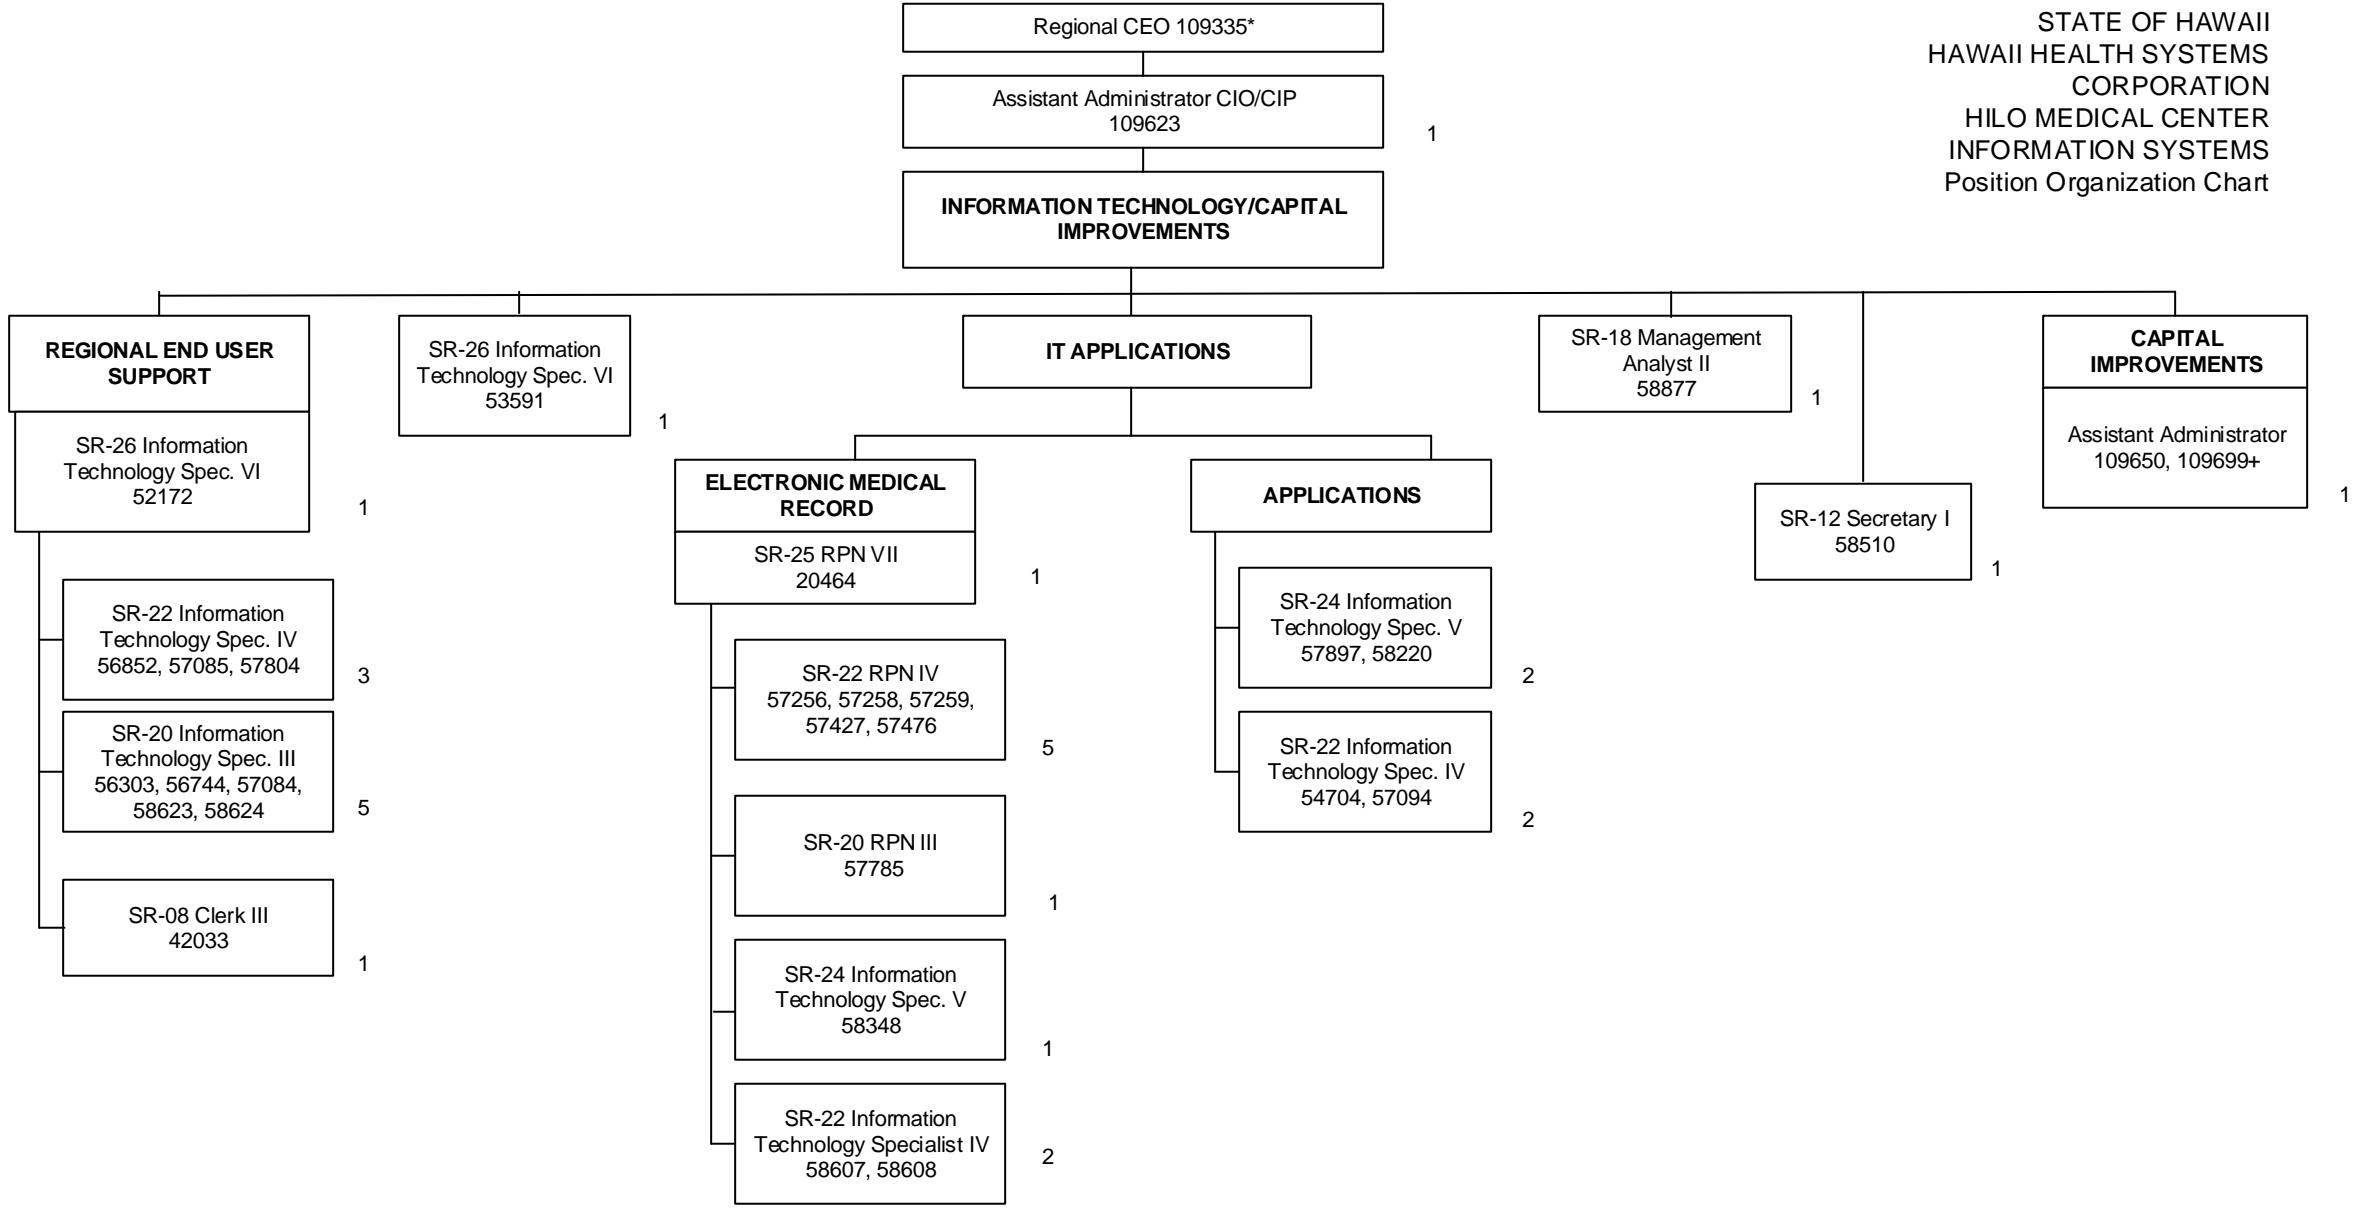 Regional CEO 109335*
STATE OF HAWAII
HAWAII HEALTH SYSTEMS
CORPORATION
HILO MEDICAL CENTER
INFORMATION SYSTEMS
Position Organization Chart
Assistant Administrator CIO/CIP
109623
1
INFORMATION TECHNOLOGY/CAPITAL
IMPROVEMENTS
REGIONAL END USER
SUPPORT
SR-26 Information
Technology Spec. VI
52172
1
SR-22 Information
Technology Spec. IV
56852, 57085, 57804
3
SR-20 Information
Technology Spec. III
56303, 56744, 57084,
58623, 58624
5
SR-08 Clerk III
42033
1
SR-26 Information
Technology Spec. VI
53591
1
IT APPLICATIONS
ELECTRONIC MEDICAL
RECORD
SR-25 RPN VII
20464
1
SR-22 RPN IV
57256, 57258, 57259,
57427, 57476
5
SR-20 RPN III
57785
1
SR-24 Information
Technology Spec. V
58348
1
SR-22 Information
Technology Specialist IV
58607, 58608
2
APPLICATIONS
SR-24 Information
Technology Spec. V
57897, 58220
2
SR-22 Information
Technology Spec. IV
54704, 57094
2
SR-18 Management
Analyst II
58877
1
SR-12 Secretary I
58510
1
CAPITAL
IMPROVEMENTS
Assistant Administrator
109650, 109699+
1